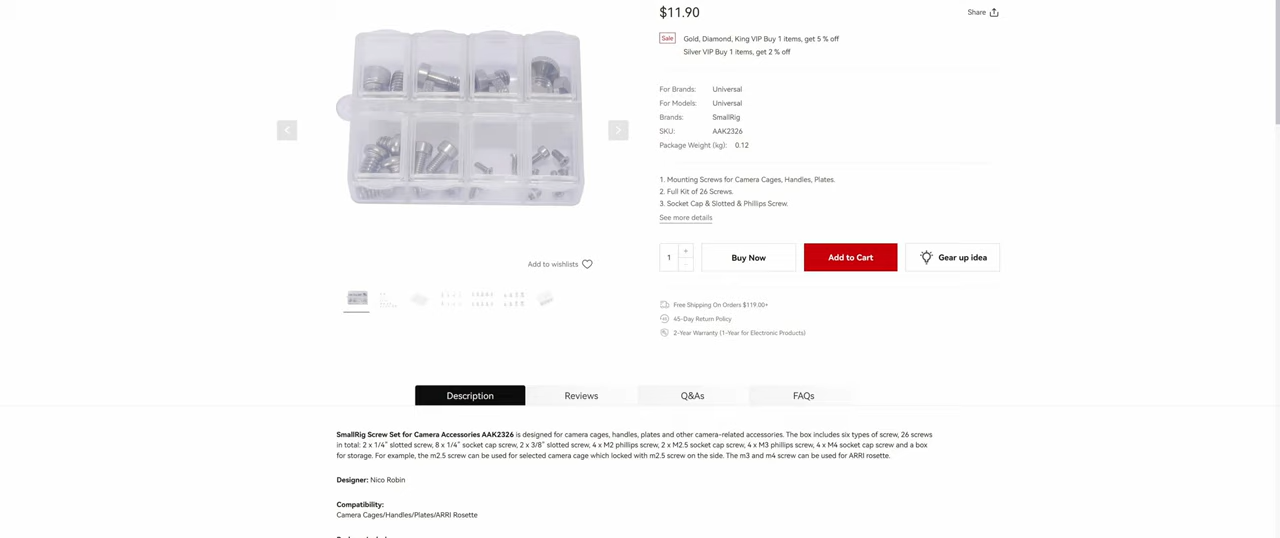 $11.90
Share
Sale
Gold, Diamond, King VIP Buy 1 items, get 5 % off
Silver VIP Buy 1 items, get 2 % off
For Brands: Universal
For Models: Universal
Brands: SmallRig
SKU: AAK2326
Package Weight (kg): 0.12
1. Mounting Screws for Camera Cages, Handles, Plates.
2. Full Kit of 26 Screws.
3. Socket Cap & Slotted & Phillips Screw.
See more details
1 + -
Buy Now
Add to Cart
Gear up idea
Add to wishlists
Free Shipping On Orders $119.00+
45-Day Return Policy
2-Year Warranty (1-Year for Electronic Products)
Description
Reviews
Q&As
FAQs
SmallRig Screw Set for Camera Accessories AAK2326 is designed for camera cages, handles, plates and other camera-related accessories. The box includes six types of screw, 26 screws
in total: 2 x 1/4" slotted screw, 8 x 1/4" socket cap screw, 2 x 3/8" slotted screw, 4 x M2 phillips screw, 2 x M2.5 socket cap screw, 4 x M3 phillips screw, 4 x M4 socket cap screw and a box
for storage. For example, the m2.5 screw can be used for selected camera cage which locked with m2.5 screw on the side. The m3 and m4 screw can be used for ARRI rosette.
Designer: Nico Robin
Compatibility:
Camera Cages/Handles/Plates/ARRI Rosette